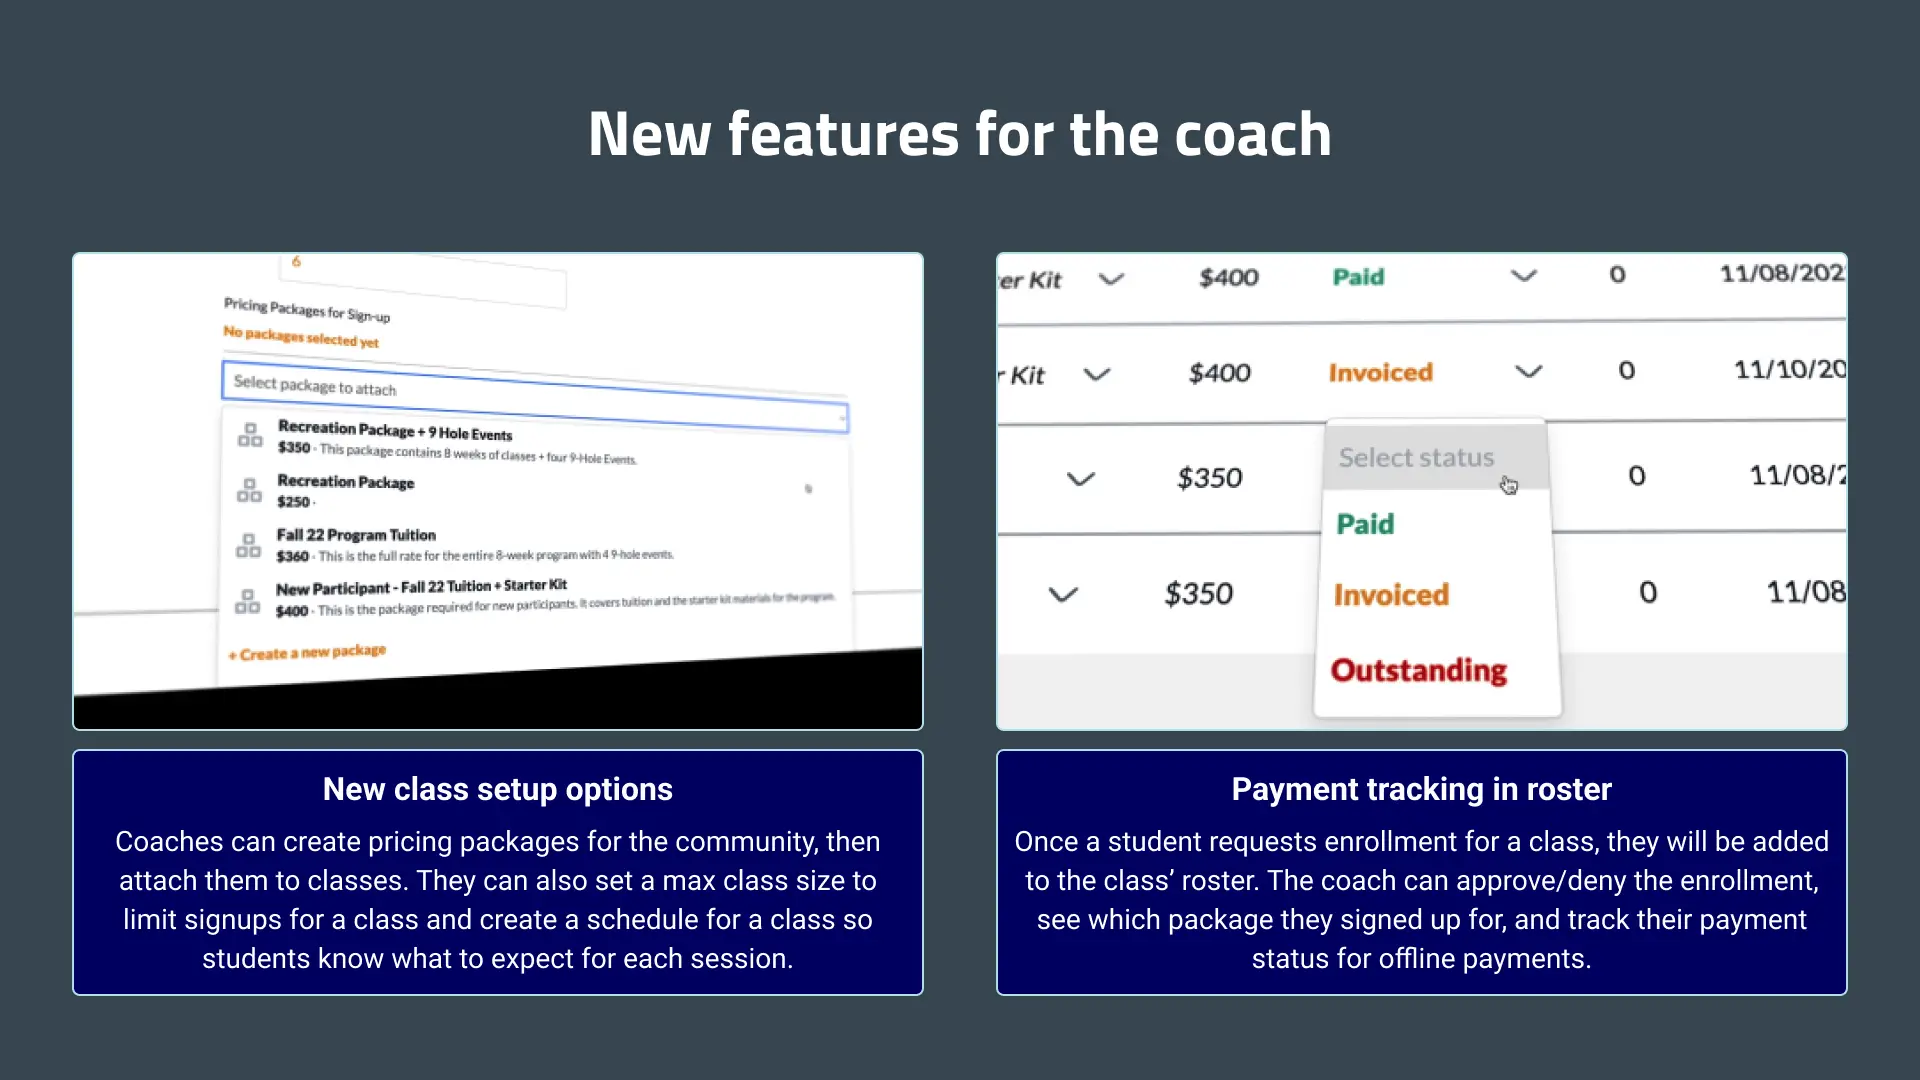 New features for the coach
6
Pricing Packages for Sign-up
No packages selected yet
Select package to attach
Recreation Package + 9 Hole Events
$350 - This package contains 8 weeks of classes + four 9-Hole Events.
Recreation Package
$250 -
Fall 22 Program Tuition
$360 - This is the full rate for the entire 8-week program with 4 9-hole events.
New Participant - Fall 22 Tuition + Starter Kit
$400 - This is the package required for new participants. It covers tuition and the starter kit materials for the program.
+ Create a new package
er Kit $400 Paid 0 11/08/202
r Kit $400 Invoiced 0 11/10/20
$350 Select status 0 11/08/2
Paid
$350 Invoiced 0 11/08
Outstanding
New class setup options
Coaches can create pricing packages for the community, then
attach them to classes. They can also set a max class size to
limit signups for a class and create a schedule for a class so
students know what to expect for each session.
Payment tracking in roster
Once a student requests enrollment for a class, they will be added
to the class’ roster. The coach can approve/deny the enrollment,
see which package they signed up for, and track their payment
status for offline payments.